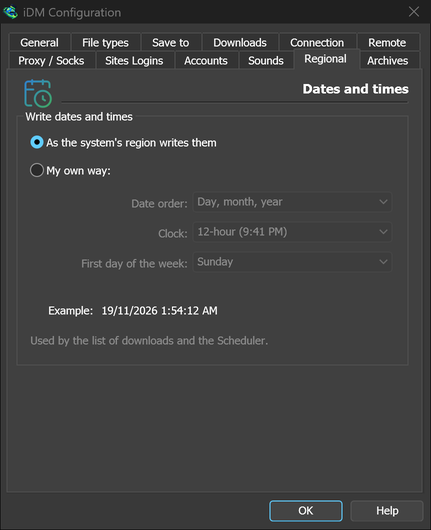 iDM Configuration
General File types Save to Downloads Connection Remote
Proxy / Socks Sites Logins Accounts Sounds Regional Archives
Dates and times
Write dates and times
As the system's region writes them
My own way:
Date order: Day, month, year
Clock: 12-hour (9:41 PM)
First day of the week: Sunday
Example: 19/11/2026 1:54:12 AM
Used by the list of downloads and the Scheduler.
OK Help